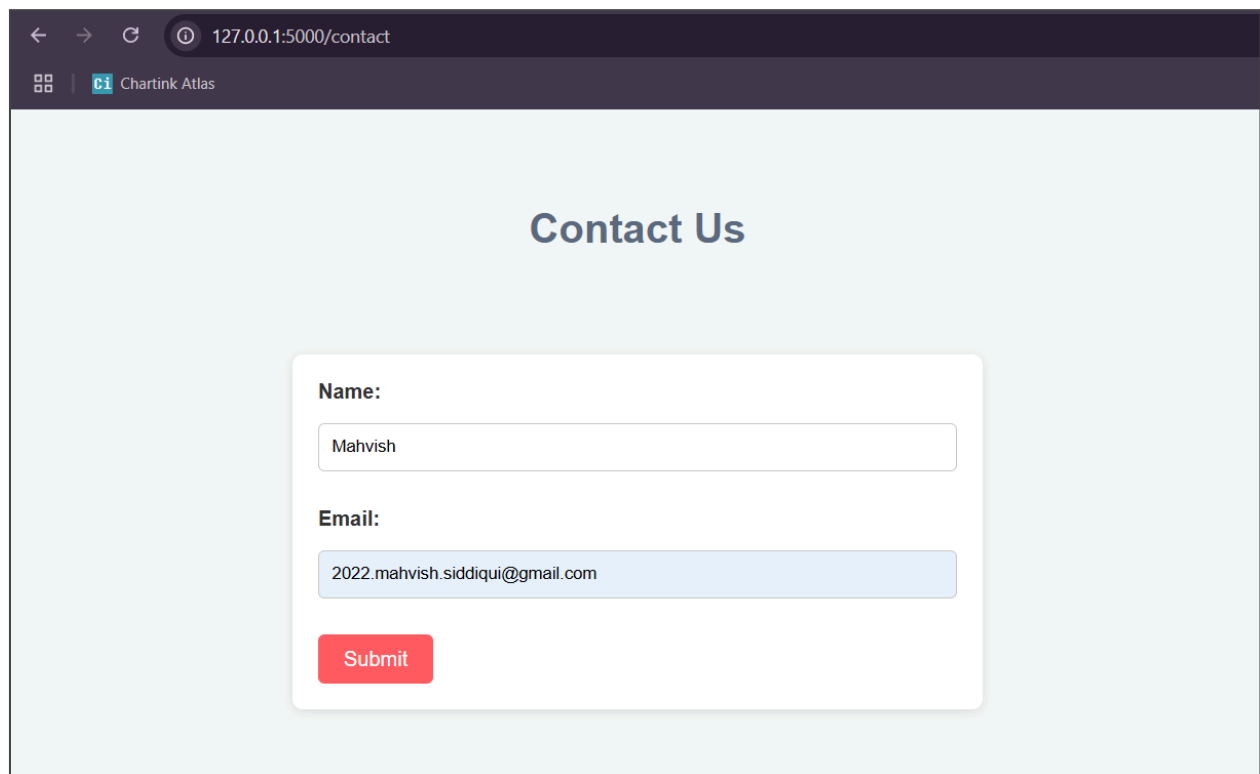 127.0.0.1:5000/contact
Ci Chartink Atlas
Contact Us
Name:
Mahvish
Email:
2022.mahvish.siddiqui@gmail.com
Submit